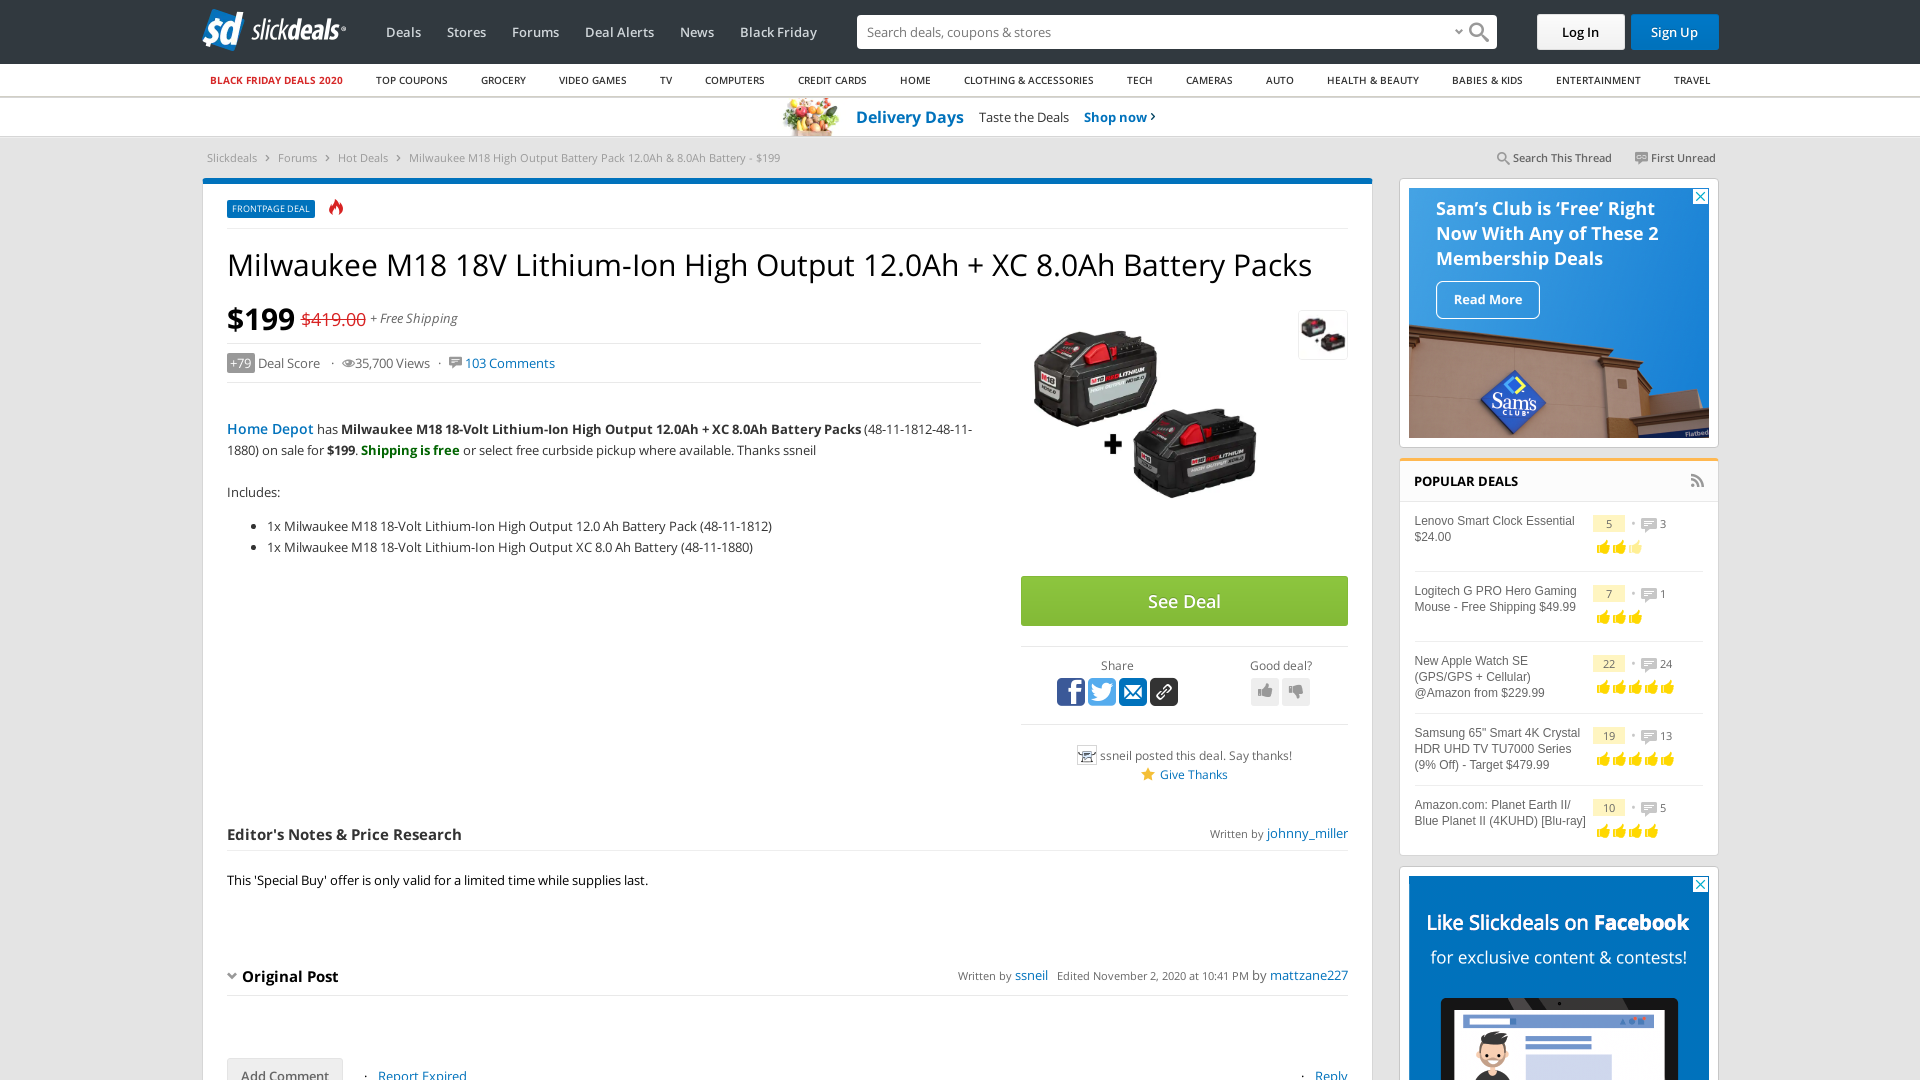 sd slickdeals
Deals Stores Forums Deal Alerts News Black Friday
Search deals, coupons & shops
Log In Sign Up
BLACK FRIDAY DEALS 2020 TOP COUPONS GROCERY VIDEO GAMES TV COMPUTERS CREDIT CARDS HOME CLOTHING & ACCESSORIES TECH CAMERAS AUTO HEALTH & BEAUTY BABIES & KIDS ENTERTAINMENT TRAVEL
Delivery Days Taste the Deals Shop now ›
Slickdeals › Forums › Hot Deals › Milwaukee M18 High Output Battery Pack 12.0Ah & 8.0Ah Battery - $199
Search This Thread First Unread
FRONTPAGE DEAL
Milwaukee M18 18V Lithium-Ion High Output 12.0Ah + XC 8.0Ah Battery Packs
$199 $419.00 + Free Shipping
+79 Deal Score · 35,700 Views · 103 Comments
Home Depot has Milwaukee M18 18-Volt Lithium-Ion High Output 12.0Ah + XC 8.0Ah Battery Packs (48-11-1812-48-11-
1880) on sale for $199. Shipping is free or select free curbside pickup where available. Thanks ssneil
Includes:
• 1x Milwaukee M18 18-Volt Lithium-Ion High Output 12.0 Ah Battery Pack (48-11-1812)
• 1x Milwaukee M18 18-Volt Lithium-Ion High Output XC 8.0 Ah Battery (48-11-1880)
See Deal
Share Good deal?
ssneil posted this deal. Say thanks!
Give Thanks
Editor's Notes & Price Research
Written by johnny_miller
This 'Special Buy' offer is only valid for a limited time while supplies last.
Original Post
Written by ssneil Edited November 2, 2020 at 10:41 PM by mattzane227
Add Comment · Report Expired · Reply
Sam's Club is 'Free' Right
Now With Any of These 2
Membership Deals
Read More
Sam's
CLUB
POPULAR DEALS
Lenovo Smart Clock Essential
$24.00
5 • 3
Logitech G PRO Hero Gaming
Mouse - Free Shipping $49.99
7 • 1
New Apple Watch SE
(GPS/GPS + Cellular)
@Amazon from $229.99
22 • 24
Samsung 65" Smart 4K Crystal
HDR UHD TV TU7000 Series
(9% Off) - Target $479.99
19 • 13
Amazon.com: Planet Earth II/
Blue Planet II (4KUHD) [Blu-ray]
10 • 5
Like Slickdeals on Facebook
for exclusive content & contests!